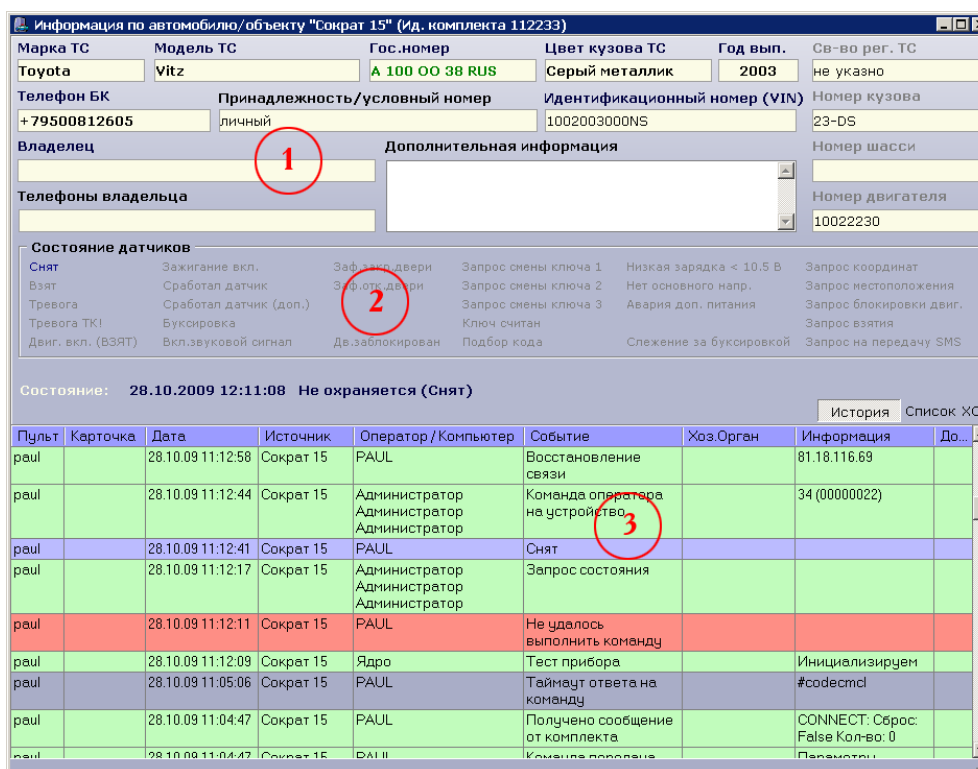 Информация по автомобилю/объекту "Сократ 15" (Ид. комплекта 112233)
Марка ТС Модель ТС Гос.номер Цвет кузова ТС Год вып. Св-во рег. ТС
Toyota Vitz А 100 ОО 38 RUS Серый металлик 2003 не указно
Телефон БК Принадлежность/условный номер Идентификационный номер (VIN) Номер кузова
+79500812605 личный 1002003000NS 23-DS
Владелец Дополнительная информация Номер шасси
1
Телефоны владельца Номер двигателя
10022230
Состояние датчиков
Снят Зажигание вкл. Заф.закр.двери Запрос смены ключа 1 Низкая зарядка < 10.5 В Запрос координат
Взят Сработал датчик Заф.отк.двери Запрос смены ключа 2 Нет основного напр. Запрос местоположения
2
Тревога Сработал датчик (доп.) Запрос смены ключа 3 Авария доп. питания Запрос блокировки двиг.
Тревога ТК! Буксировка Ключ считан Запрос взятия
Двиг. вкл. (ВЗЯТ) Вкл.звуковой сигнал Дв.заблокирован Подбор кода Слежение за буксировкой Запрос на передачу SMS
Состояние: 28.10.2009 12:11:08 Не охраняется (Снят)
История Список ХО
Пульт Карточка Дата Источник Оператор/Компьютер Событие Хоз.Орган Информация До...
paul 28.10.09 11:12:58 Сократ 15 PAUL Восстановление 81.18.116.69
связи
paul 28.10.09 11:12:44 Сократ 15 Администратор Команда оператора 34 (00000022)
Администратор на устройство
Администратор
3
paul 28.10.09 11:12:41 Сократ 15 PAUL Снят
paul 28.10.09 11:12:17 Сократ 15 Администратор Запрос состояния
Администратор
Администратор
paul 28.10.09 11:12:11 Сократ 15 PAUL Не удалось
выполнить команду
paul 28.10.09 11:12:09 Сократ 15 Ядро Тест прибора Инициализируем
paul 28.10.09 11:05:06 Сократ 15 PAUL Таймаут ответа на #codecmcl
команду
paul 28.10.09 11:04:47 Сократ 15 PAUL Получено сообщение CONNECT: Сброс:
от комплекта False Кол-во: 0
paul 28.10.09 11:04:47 Сократ 15 PAUL Команда передана Параметры